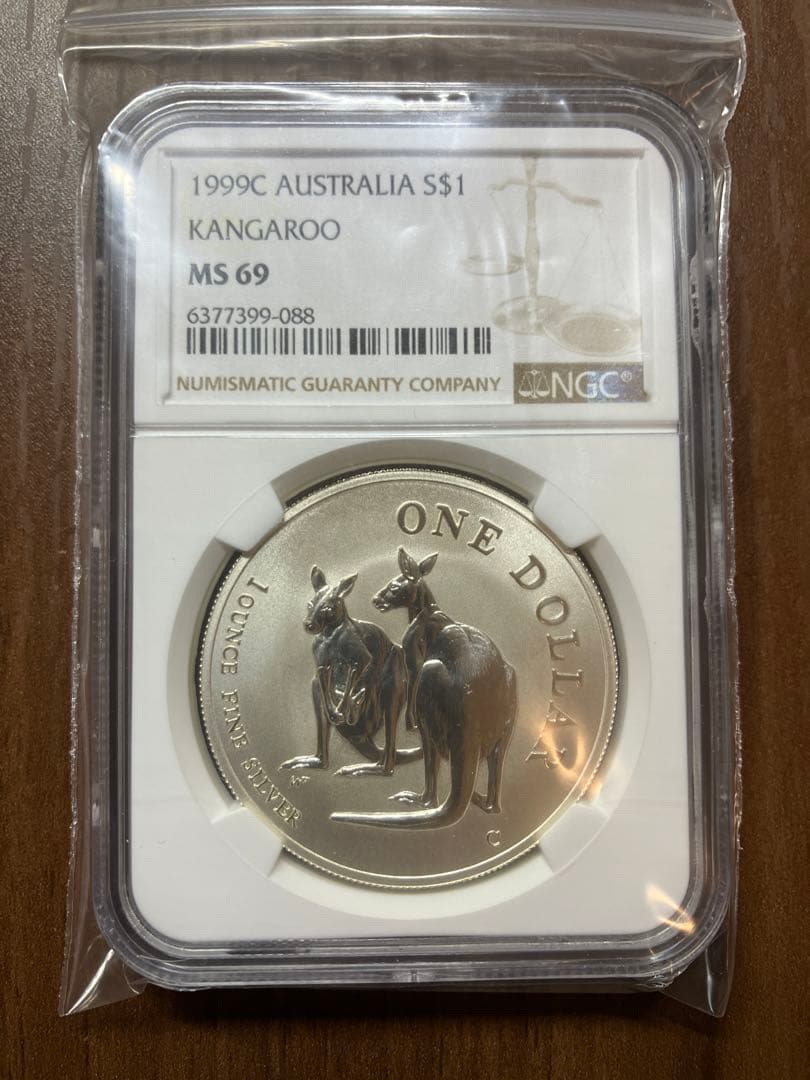 1999C AUSTRALIA S$1
KANGAROO
MS 69
6377399-088
NUMISMATIC GUARANTY COMPANY
NGC®
ONE DOLLAR
1 OUNCE FINE SILVER
C